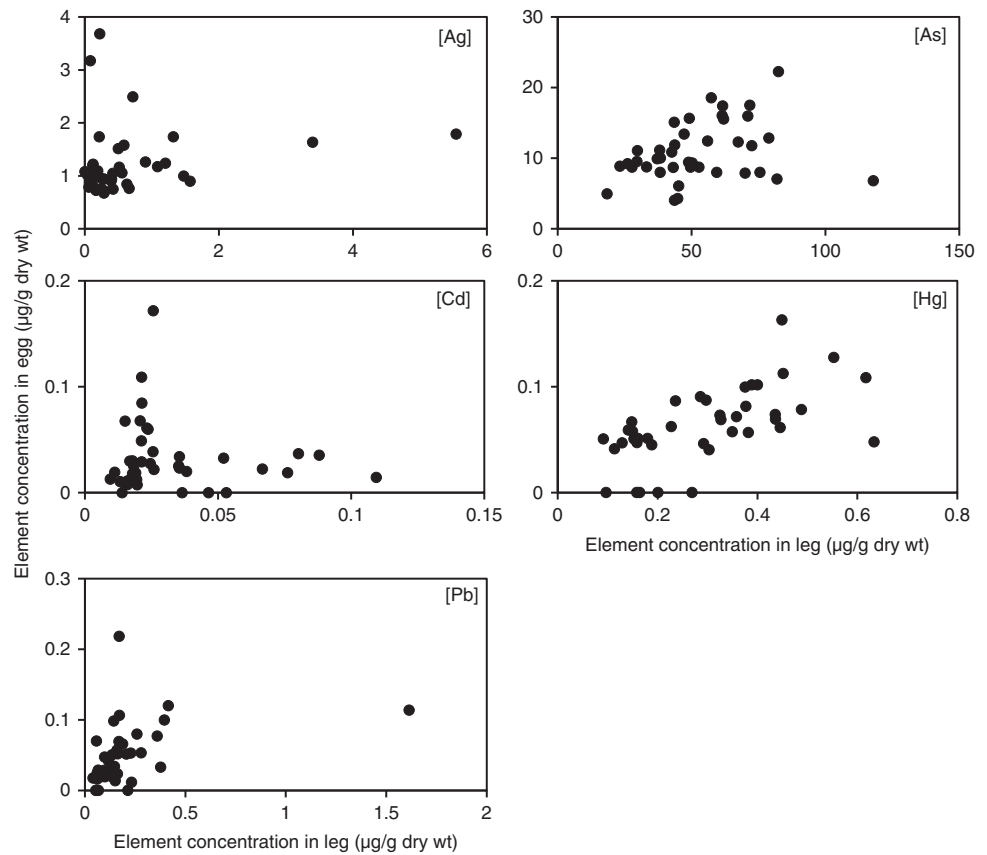 Element concentration in egg (µg/g dry wt)
[Ag]
4
3
2
1
0
0 2 4 6
[As]
30
20
10
0
0 50 100 150
[Cd]
0.2
0.1
0
0 0.05 0.1 0.15
[Hg]
0.2
0.1
0
0 0.2 0.4 0.6 0.8
Element concentration in leg (µg/g dry wt)
[Pb]
0.3
0.2
0.1
0
0 0.5 1 1.5 2
Element concentration in leg (µg/g dry wt)